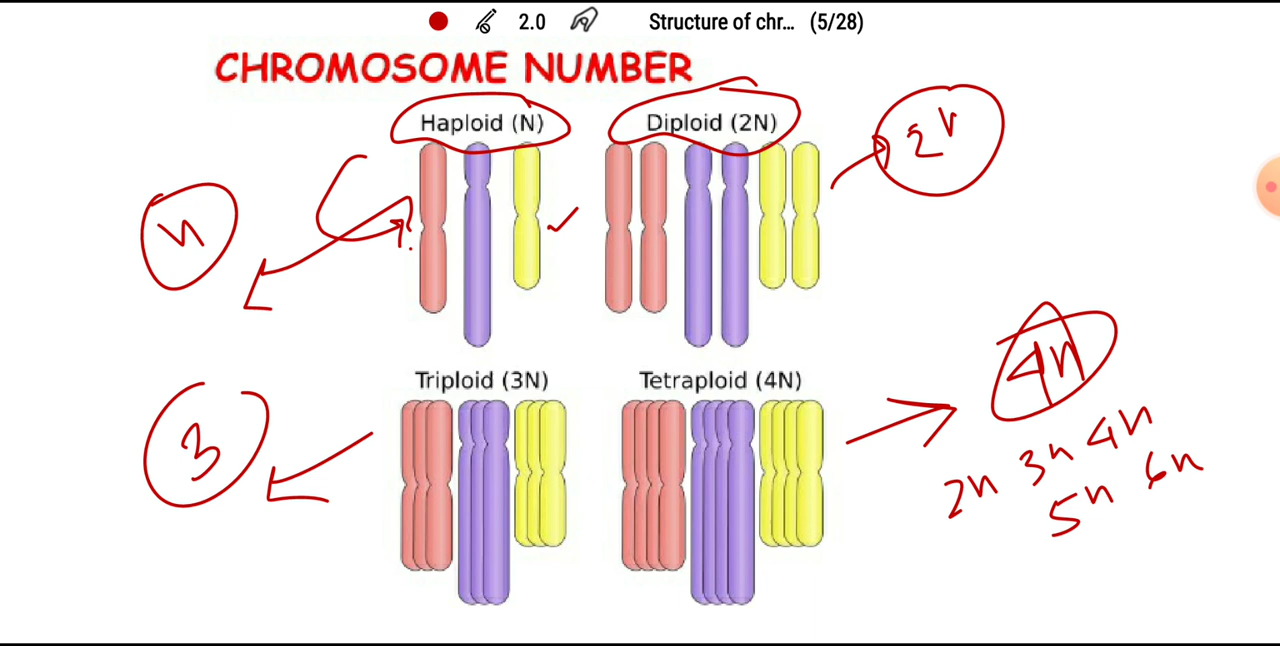 2.0 Structure of chr... (5/28)
CHROMOSOME NUMBER
Haploid (N) Diploid (2N)
n
Triploid (3N) Tetraploid (4N)
3
4n
2n 3n 4n
5n 6n